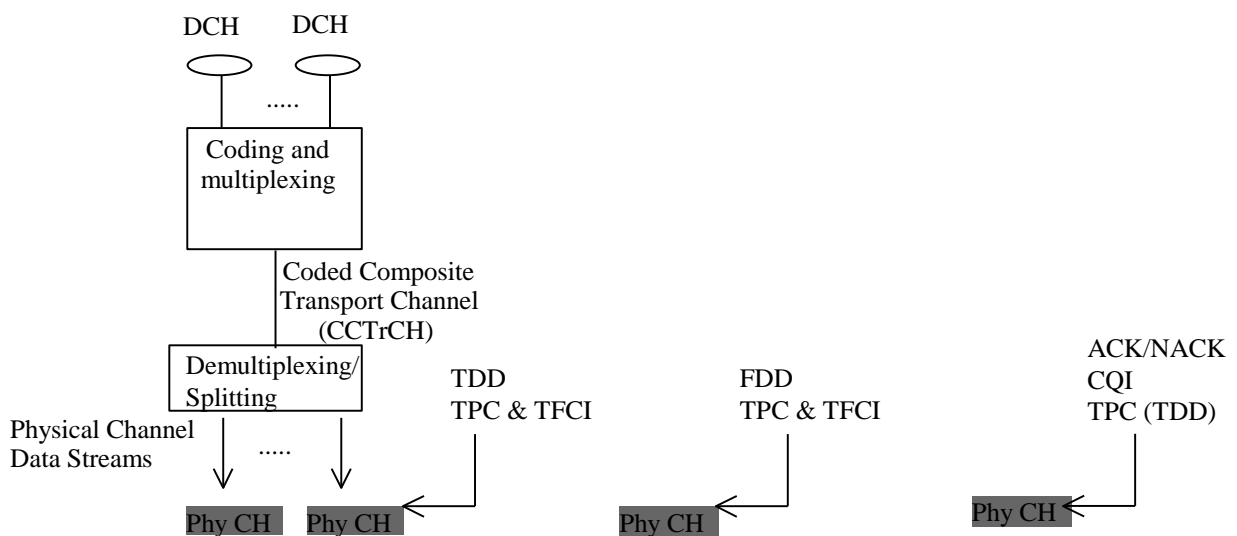 DCH DCH
.....
Coding and
multiplexing
Coded Composite
Transport Channel
(CCTrCH)
Demultiplexing/
Splitting
Physical Channel
Data Streams
.....
TDD
TPC & TFCI
FDD
TPC & TFCI
ACK/NACK
CQI
TPC (TDD)
Phy CH Phy CH Phy CH Phy CH